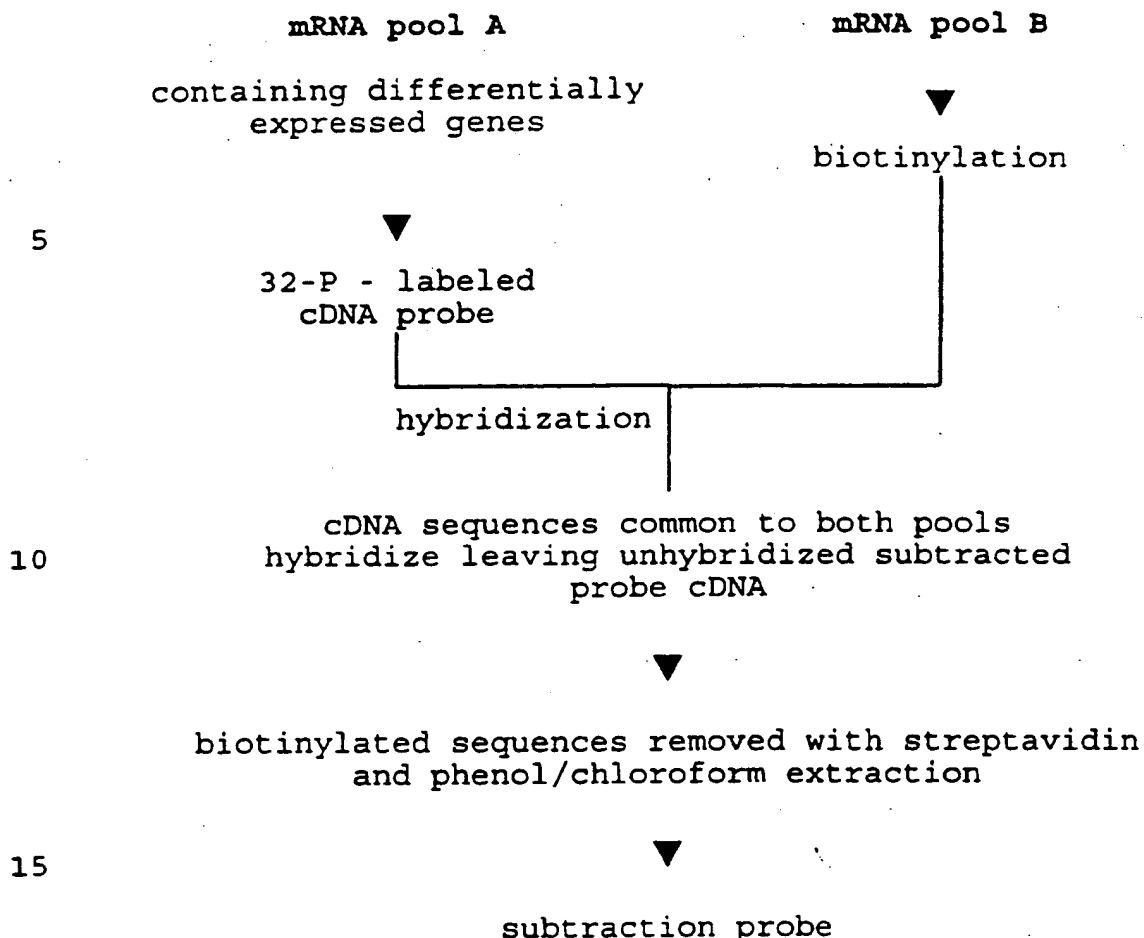 mRNA pool A
mRNA pool B
containing differentially
expressed genes
biotinylation
5
32-P - labeled
cDNA probe
hybridization
cDNA sequences common to both pools
10
hybridize leaving unhybridized subtracted
probe cDNA
biotinylated sequences removed with streptavidin
and phenol/chloroform extraction
15
subtraction probe